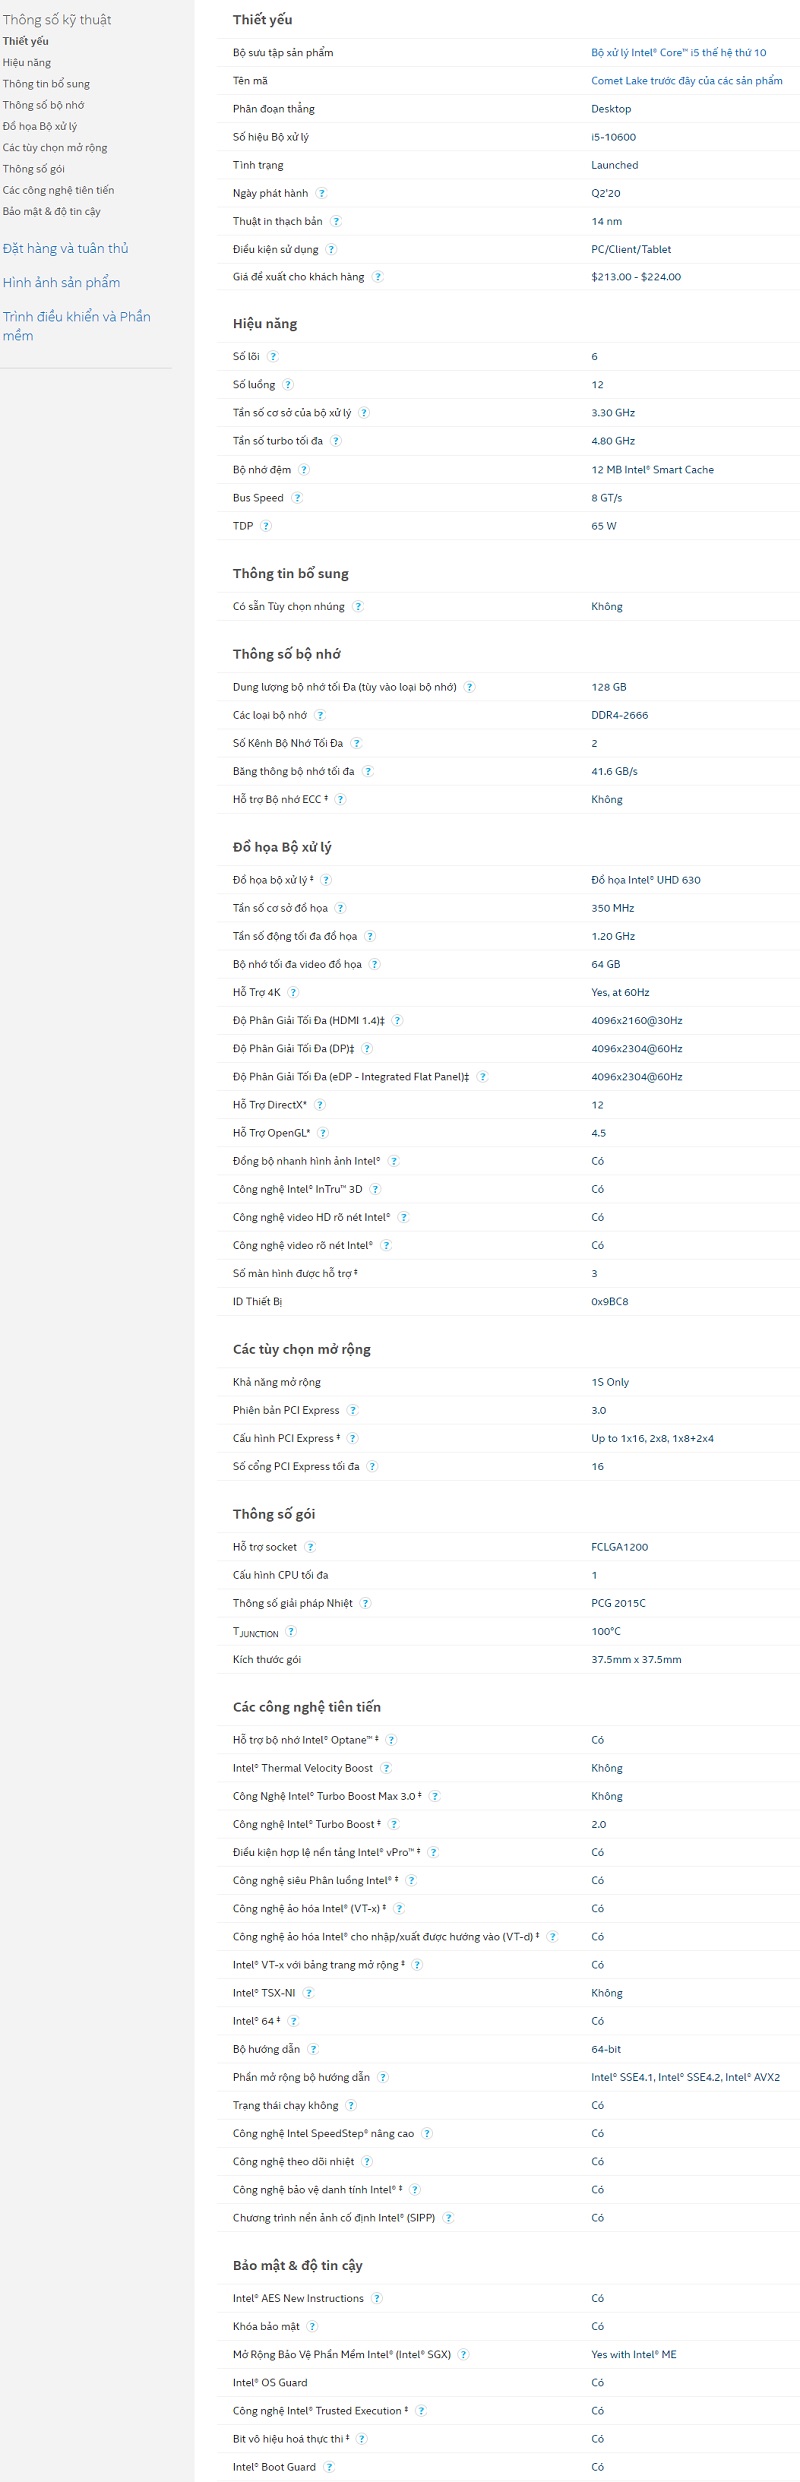 Thông số kỹ thuật
Thiết yếu
Hiệu năng
Thông tin bổ sung
Thông số bộ nhớ
Đồ họa Bộ xử lý
Các tùy chọn mở rộng
Thông số gói
Các công nghệ tiên tiến
Bảo mật & độ tin cậy
Đặt hàng và tuân thủ
Hình ảnh sản phẩm
Trình điều khiển và Phần
mềm
Thiết yếu
Bộ sưu tập sản phẩm Bộ xử lý Intel® Core™ i5 thế hệ thứ 10
Tên mã Comet Lake trước đây của các sản phẩm
Phân đoạn thẳng Desktop
Số hiệu Bộ xử lý i5-10600
Tình trạng Launched
Ngày phát hành ? Q2'20
Thuật in thạch bản ? 14 nm
Điều kiện sử dụng ? PC/Client/Tablet
Giá đề xuất cho khách hàng ? $213.00 - $224.00
Hiệu năng
Số lõi ? 6
Số luồng ? 12
Tần số cơ sở của bộ xử lý ? 3.30 GHz
Tần số turbo tối đa ? 4.80 GHz
Bộ nhớ đệm ? 12 MB Intel® Smart Cache
Bus Speed ? 8 GT/s
TDP ? 65 W
Thông tin bổ sung
Có sẵn Tùy chọn nhúng ? Không
Thông số bộ nhớ
Dung lượng bộ nhớ tối Đa (tùy vào loại bộ nhớ) ? 128 GB
Các loại bộ nhớ ? DDR4-2666
Số Kênh Bộ Nhớ Tối Đa ? 2
Băng thông bộ nhớ tối đa ? 41.6 GB/s
Hỗ trợ Bộ nhớ ECC ‡ ? Không
Đồ họa Bộ xử lý
Đồ họa bộ xử lý ‡ ? Đồ họa Intel® UHD 630
Tần số cơ sở đồ họa ? 350 MHz
Tần số động tối đa đồ họa ? 1.20 GHz
Bộ nhớ tối đa video đồ họa ? 64 GB
Hỗ Trợ 4K ? Yes, at 60Hz
Độ Phân Giải Tối Đa (HDMI 1.4)‡ ? 4096x2160@30Hz
Độ Phân Giải Tối Đa (DP)‡ ? 4096x2304@60Hz
Độ Phân Giải Tối Đa (eDP - Integrated Flat Panel)‡ ? 4096x2304@60Hz
Hỗ Trợ DirectX* ? 12
Hỗ Trợ OpenGL* ? 4.5
Đồng bộ nhanh hình ảnh Intel® ? Có
Công nghệ Intel® InTru™ 3D ? Có
Công nghệ video HD rõ nét Intel® ? Có
Công nghệ video rõ nét Intel® ? Có
Số màn hình được hỗ trợ ‡ 3
ID Thiết Bị 0x9BC8
Các tùy chọn mở rộng
Khả năng mở rộng 1S Only
Phiên bản PCI Express ? 3.0
Cấu hình PCI Express ‡ ? Up to 1x16, 2x8, 1x8+2x4
Số cổng PCI Express tối đa ? 16
Thông số gói
Hỗ trợ socket ? FCLGA1200
Cấu hình CPU tối đa 1
Thông số giải pháp Nhiệt ? PCG 2015C
TJUNCTION ? 100°C
Kích thước gói 37.5mm x 37.5mm
Các công nghệ tiên tiến
Hỗ trợ bộ nhớ Intel® Optane™ ‡ ? Có
Intel® Thermal Velocity Boost ? Không
Công Nghệ Intel® Turbo Boost Max 3.0 ‡ ? Không
Công nghệ Intel® Turbo Boost ‡ ? 2.0
Điều kiện hợp lệ nền tảng Intel® vPro™ ‡ ? Có
Công nghệ siêu Phân luồng Intel® ‡ ? Có
Công nghệ ảo hóa Intel® (VT-x) ‡ ? Có
Công nghệ ảo hóa Intel® cho nhập/xuất được hướng vào (VT-d) ‡ ? Có
Intel® VT-x với bảng trang mở rộng ‡ ? Có
Intel® TSX-NI ? Không
Intel® 64 ‡ ? Có
Bộ hướng dẫn ? 64-bit
Phần mở rộng bộ hướng dẫn ? Intel® SSE4.1, Intel® SSE4.2, Intel® AVX2
Trạng thái chạy không ? Có
Công nghệ Intel SpeedStep® nâng cao ? Có
Công nghệ theo dõi nhiệt ? Có
Công nghệ bảo vệ danh tính Intel® ‡ ? Có
Chương trình nền ảnh cố định Intel® (SIPP) ? Có
Bảo mật & độ tin cậy
Intel® AES New Instructions ? Có
Khóa bảo mật ? Có
Mở Rộng Bảo Vệ Phần Mềm Intel® (Intel® SGX) ? Yes with Intel® ME
Intel® OS Guard Có
Công nghệ Intel® Trusted Execution ‡ ? Có
Bit vô hiệu hoá thực thi ‡ ? Có
Intel® Boot Guard ? Có